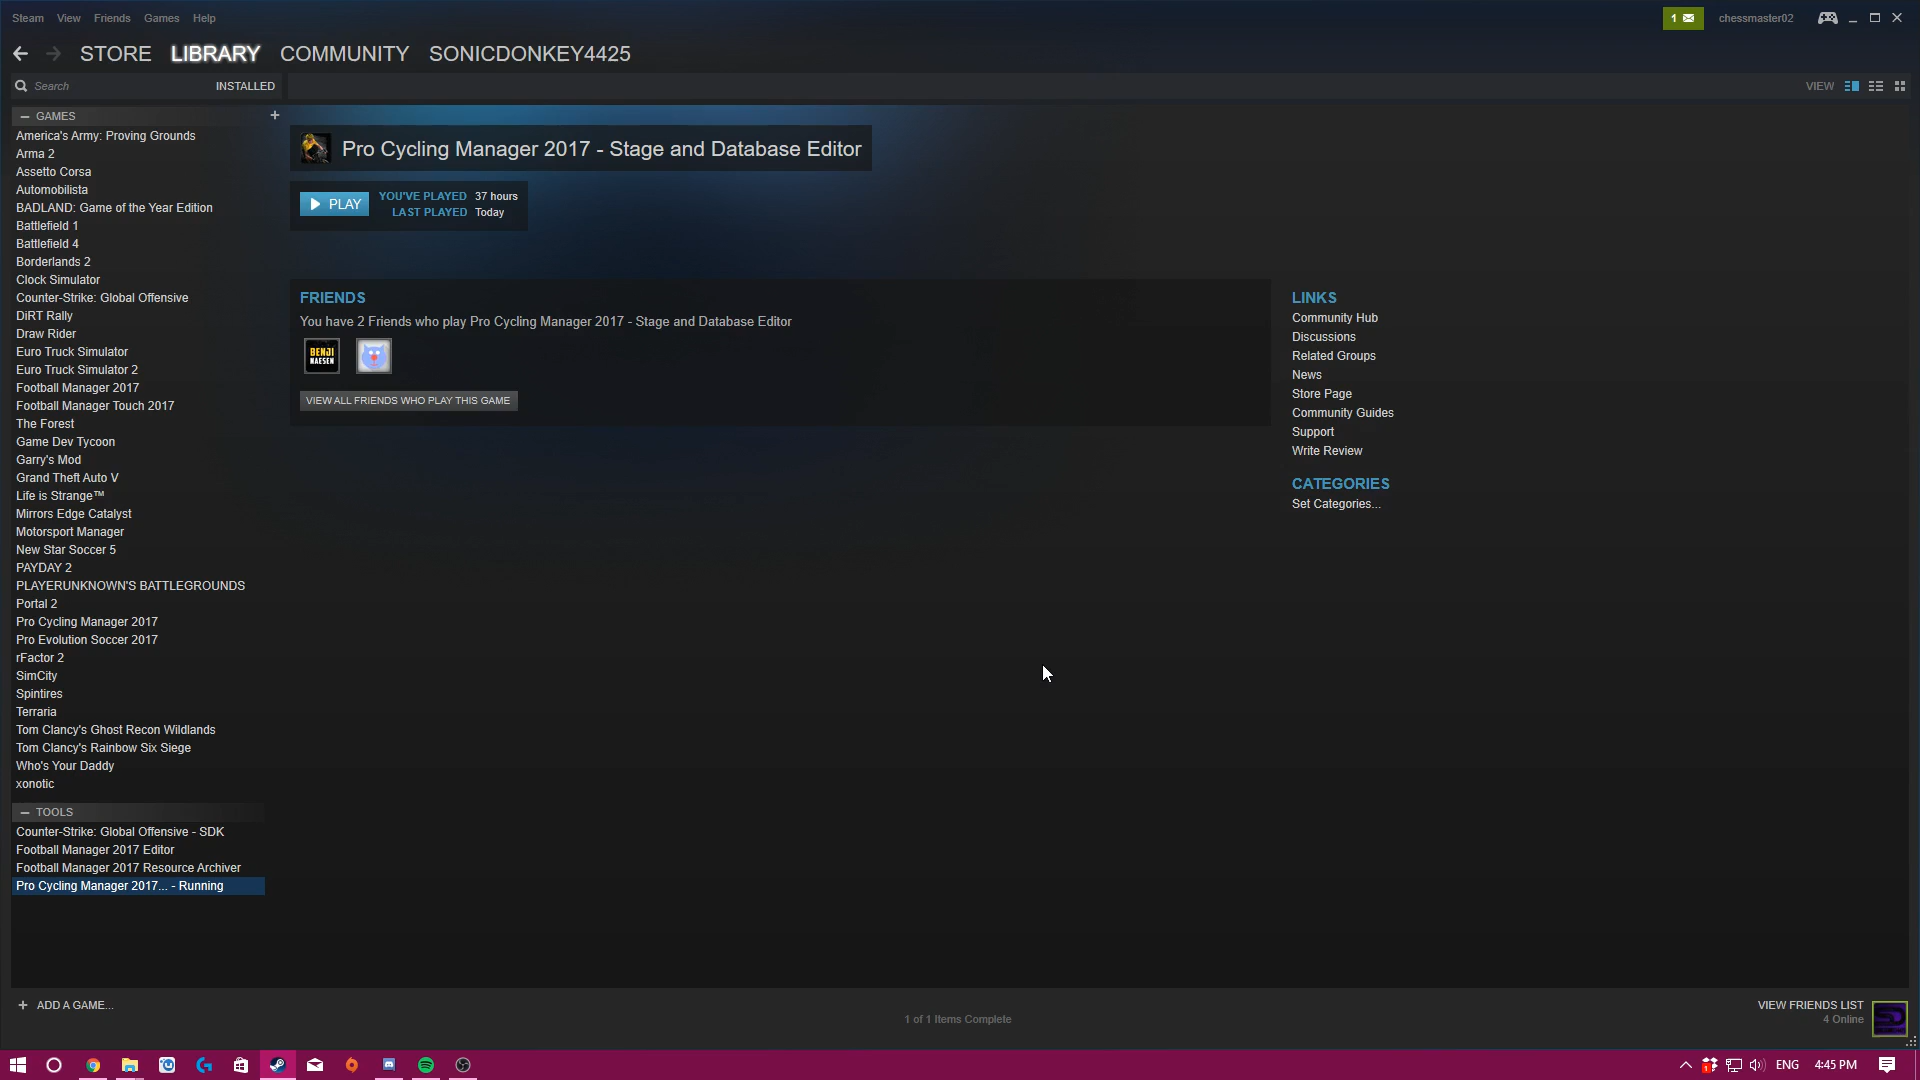 Steam View Friends Games Help
1
chessmaster02
STORE LIBRARY COMMUNITY SONICDONKEY4425
Search INSTALLED
VIEW
— GAMES +
America's Army: Proving Grounds
Arma 2
Assetto Corsa
Automobilista
BADLAND: Game of the Year Edition
Battlefield 1
Battlefield 4
Borderlands 2
Clock Simulator
Counter-Strike: Global Offensive
DiRT Rally
Draw Rider
Euro Truck Simulator
Euro Truck Simulator 2
Football Manager 2017
Football Manager Touch 2017
The Forest
Game Dev Tycoon
Garry's Mod
Grand Theft Auto V
Life is Strange™
Mirrors Edge Catalyst
Motorsport Manager
New Star Soccer 5
PAYDAY 2
PLAYERUNKNOWN'S BATTLEGROUNDS
Portal 2
Pro Cycling Manager 2017
Pro Evolution Soccer 2017
rFactor 2
SimCity
Spintires
Terraria
Tom Clancy's Ghost Recon Wildlands
Tom Clancy's Rainbow Six Siege
Who's Your Daddy
xonotic
— TOOLS
Counter-Strike: Global Offensive - SDK
Football Manager 2017 Editor
Football Manager 2017 Resource Archiver
Pro Cycling Manager 2017... - Running
Pro Cycling Manager 2017 - Stage and Database Editor
PLAY
YOU'VE PLAYED 37 hours
LAST PLAYED Today
FRIENDS
You have 2 Friends who play Pro Cycling Manager 2017 - Stage and Database Editor
BENJI
NAESEN
VIEW ALL FRIENDS WHO PLAY THIS GAME
LINKS
Community Hub
Discussions
Related Groups
News
Store Page
Community Guides
Support
Write Review
CATEGORIES
Set Categories...
+ ADD A GAME...
1 of 1 Items Complete
VIEW FRIENDS LIST
4 Online
1
ENG 4:45 PM